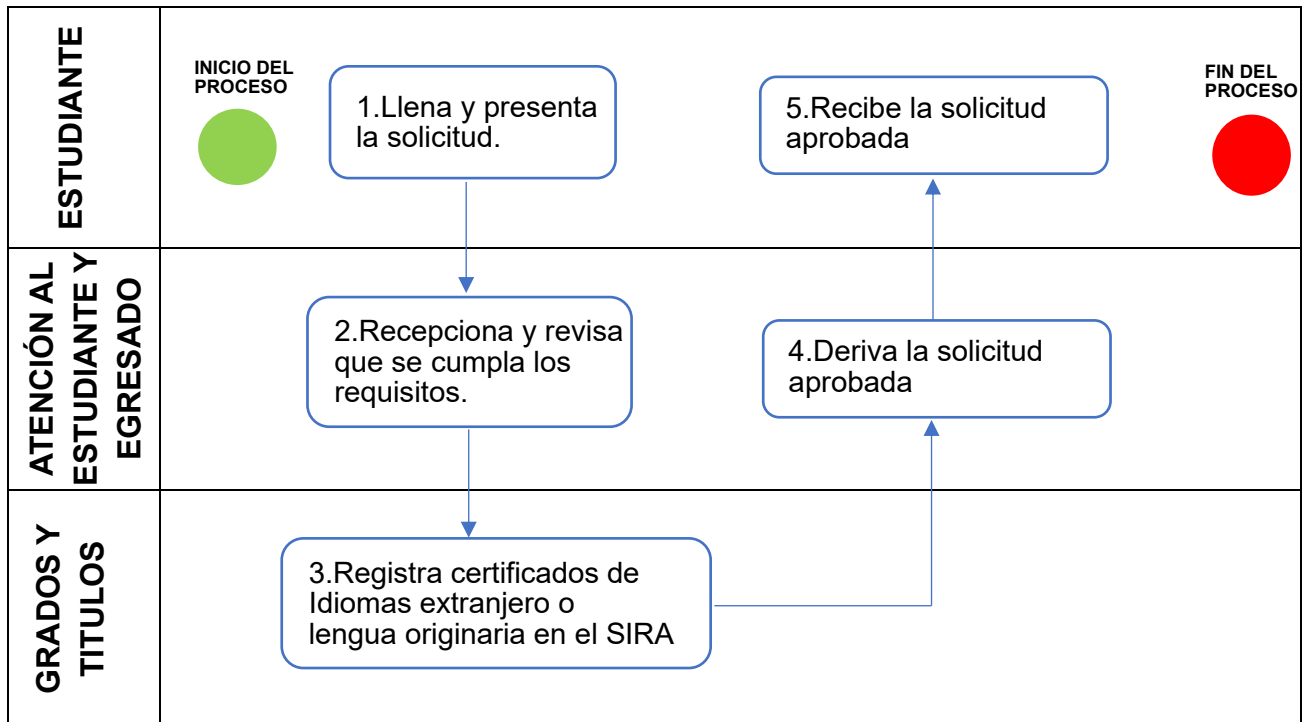 ESTUDIANTE
INICIO DEL
PROCESO
1.Llena y presenta
la solicitud.
5.Recibe la solicitud
aprobada
FIN DEL
PROCESO
ATENCIÓN AL
ESTUDIANTE Y
EGRESADO
2.Recepciona y revisa
que se cumpla los
requisitos.
4.Deriva la solicitud
aprobada
GRADOS Y
TITULOS
3.Registra certificados de
Idiomas extranjero o
lengua originaria en el SIRA